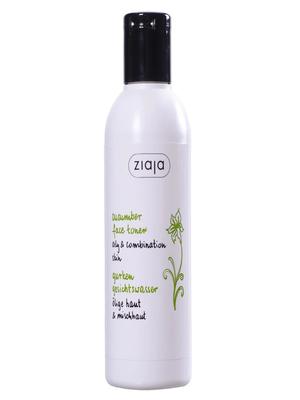 ziaja
cucumber
face toner
oily & combination
skin
gurken
gesichtswasser
ölige haut
& mischhaut